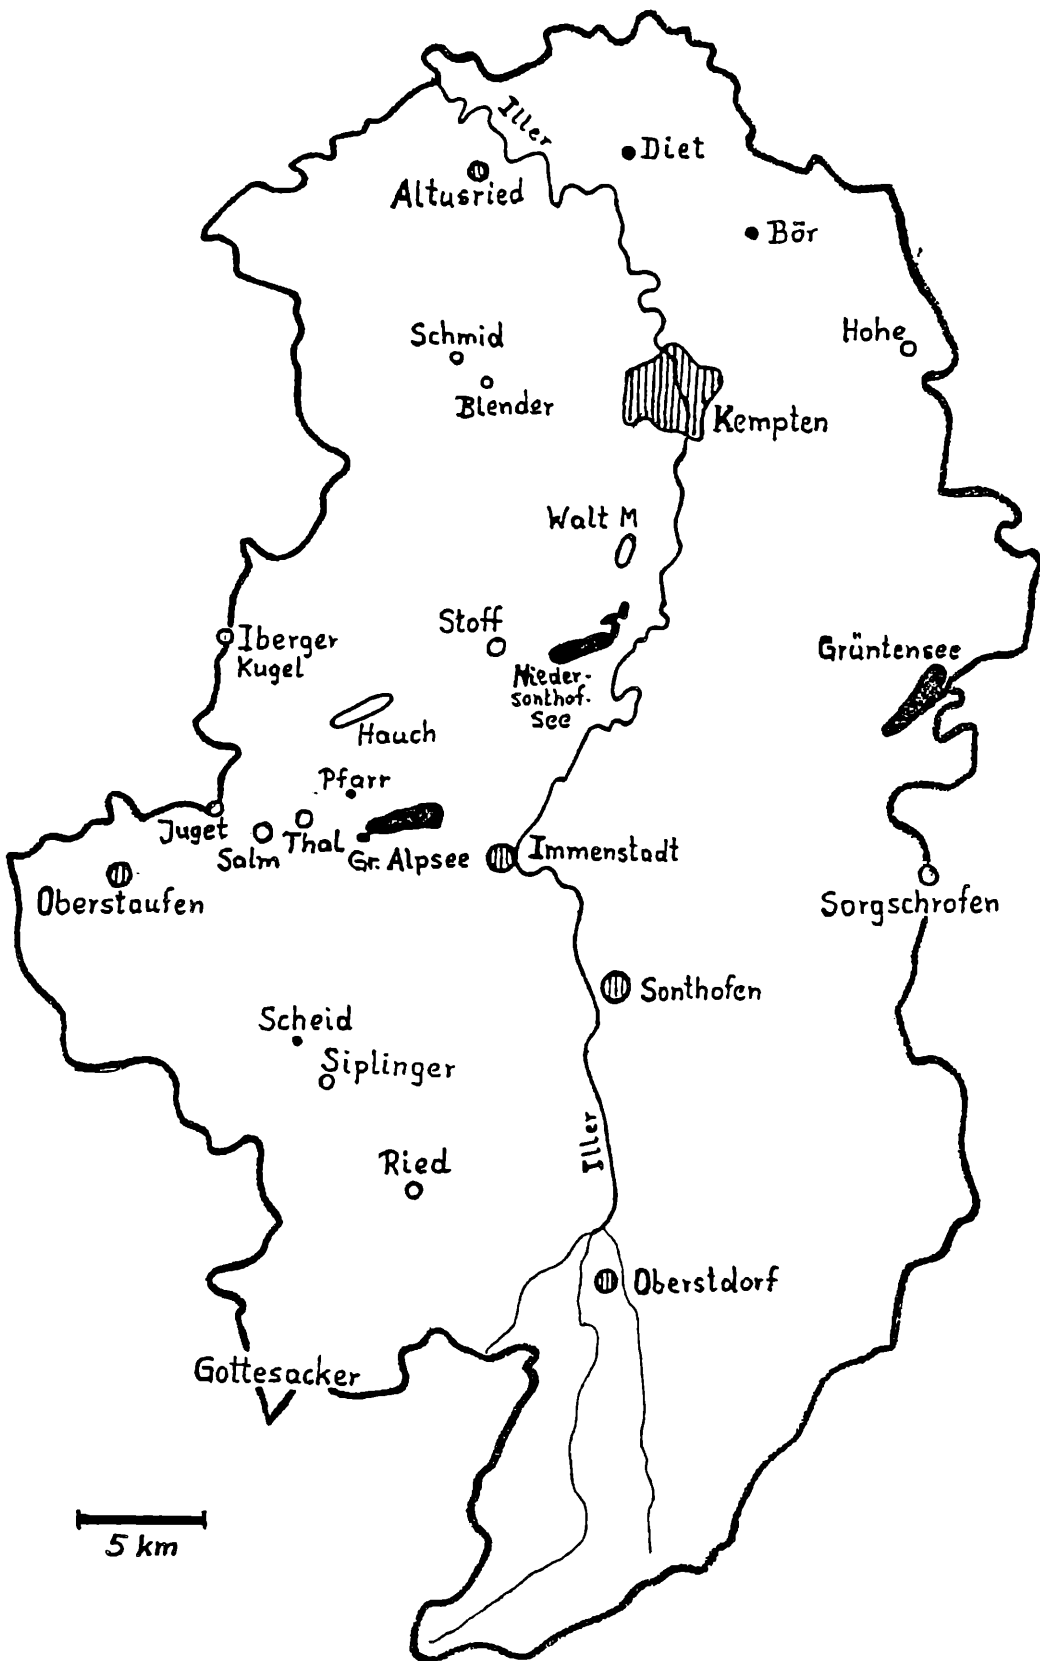 Iller
Diet
Altusried
Bör
Hohe
Schmid
Blender
Kempten
Walt M
Stoff
Iberger
Kugel
Grüntensee
Nieder-
sonthof.
See
Hauch
Pfarr
Juget
Salm
Thal
Gr. Alpsee
Immenstadt
Oberstaufen
Sorgschrofen
Sonthofen
Scheid
Siplinger
Iller
Ried
Oberstdorf
Gottesacker
5 km